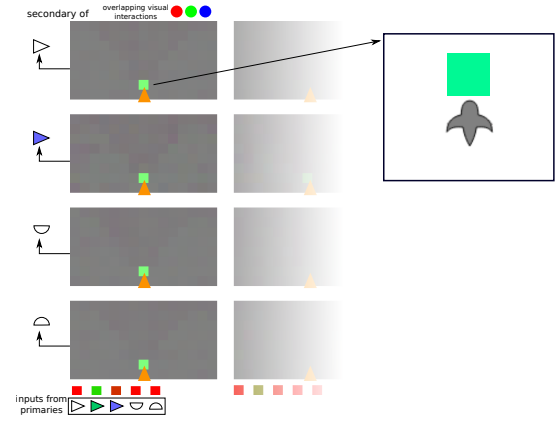 secondary of
overlapping visual
interactions
inputs from
primaries